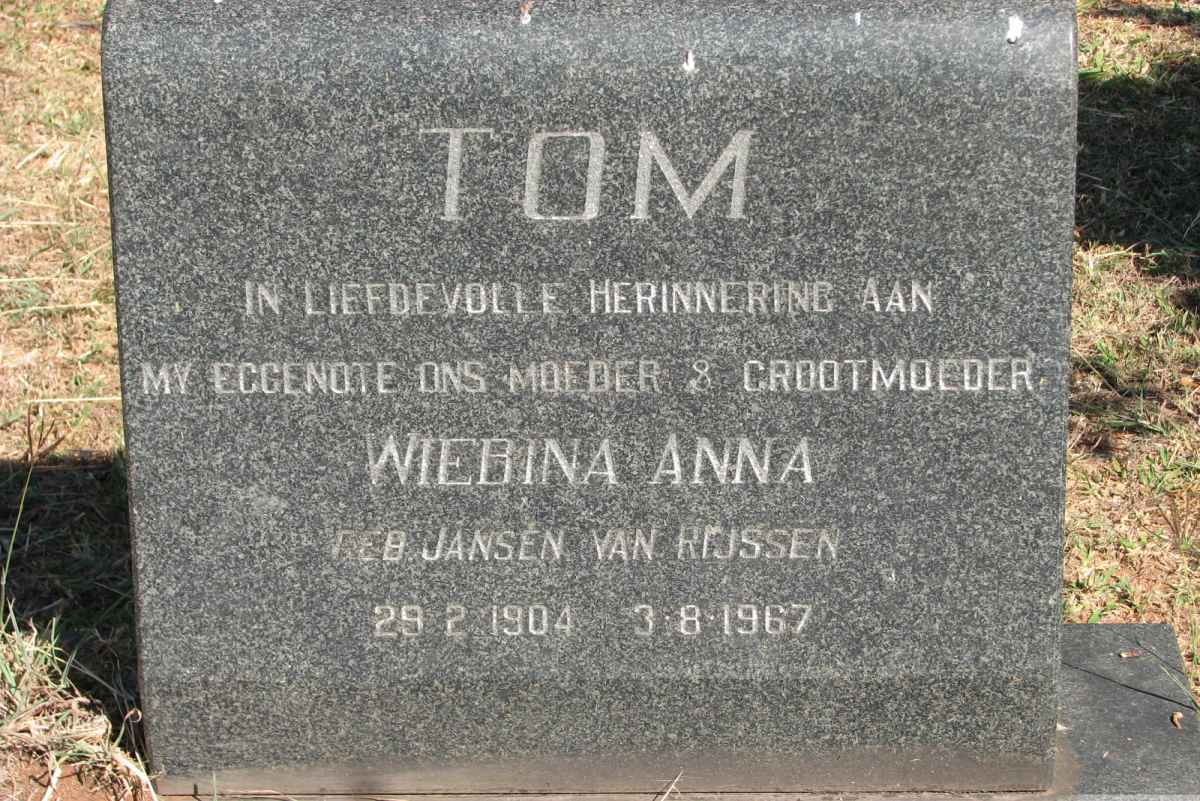 TOM
IN LIEFDEVOLLE HERINNERING AAN
MY EGGENOTE ONS MOEDER & GROOTMOEDER
WIEBINA ANNA
GEB JANSEN VAN RIJSSEN
29·2·1904 3·8·1967